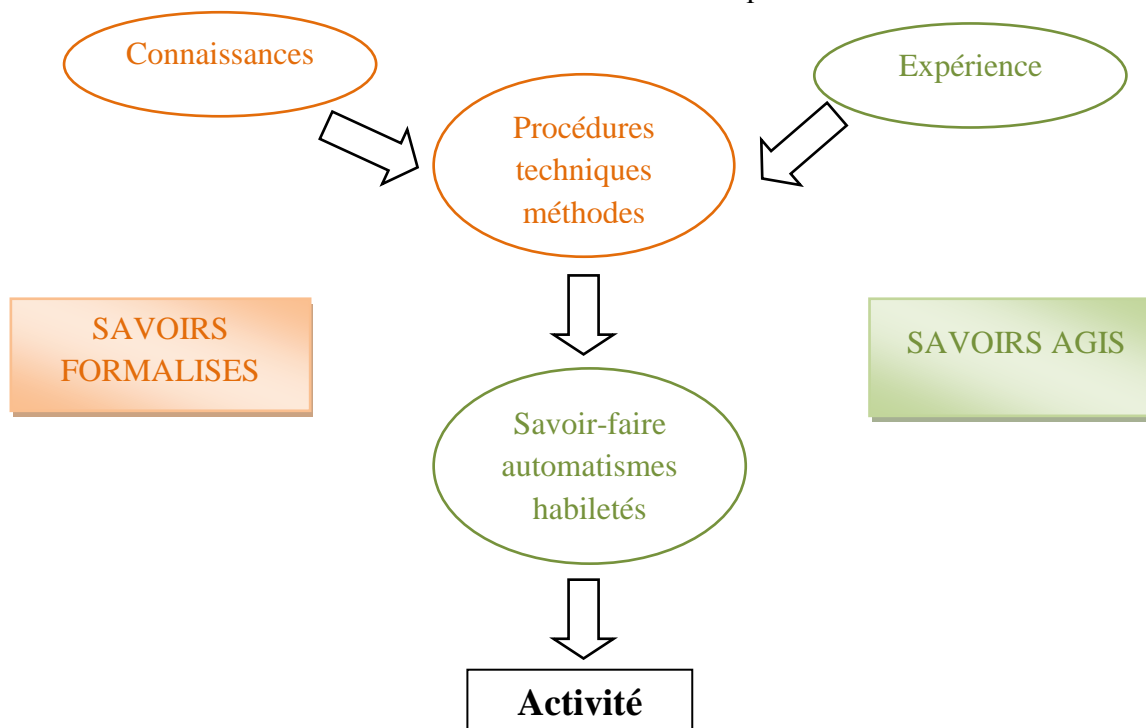 Connaissances
Expérience
Procédures
techniques
méthodes
SAVOIRS
FORMALISES
SAVOIRS AGIS
Savoir-faire
automatismes
habiletés
Activité